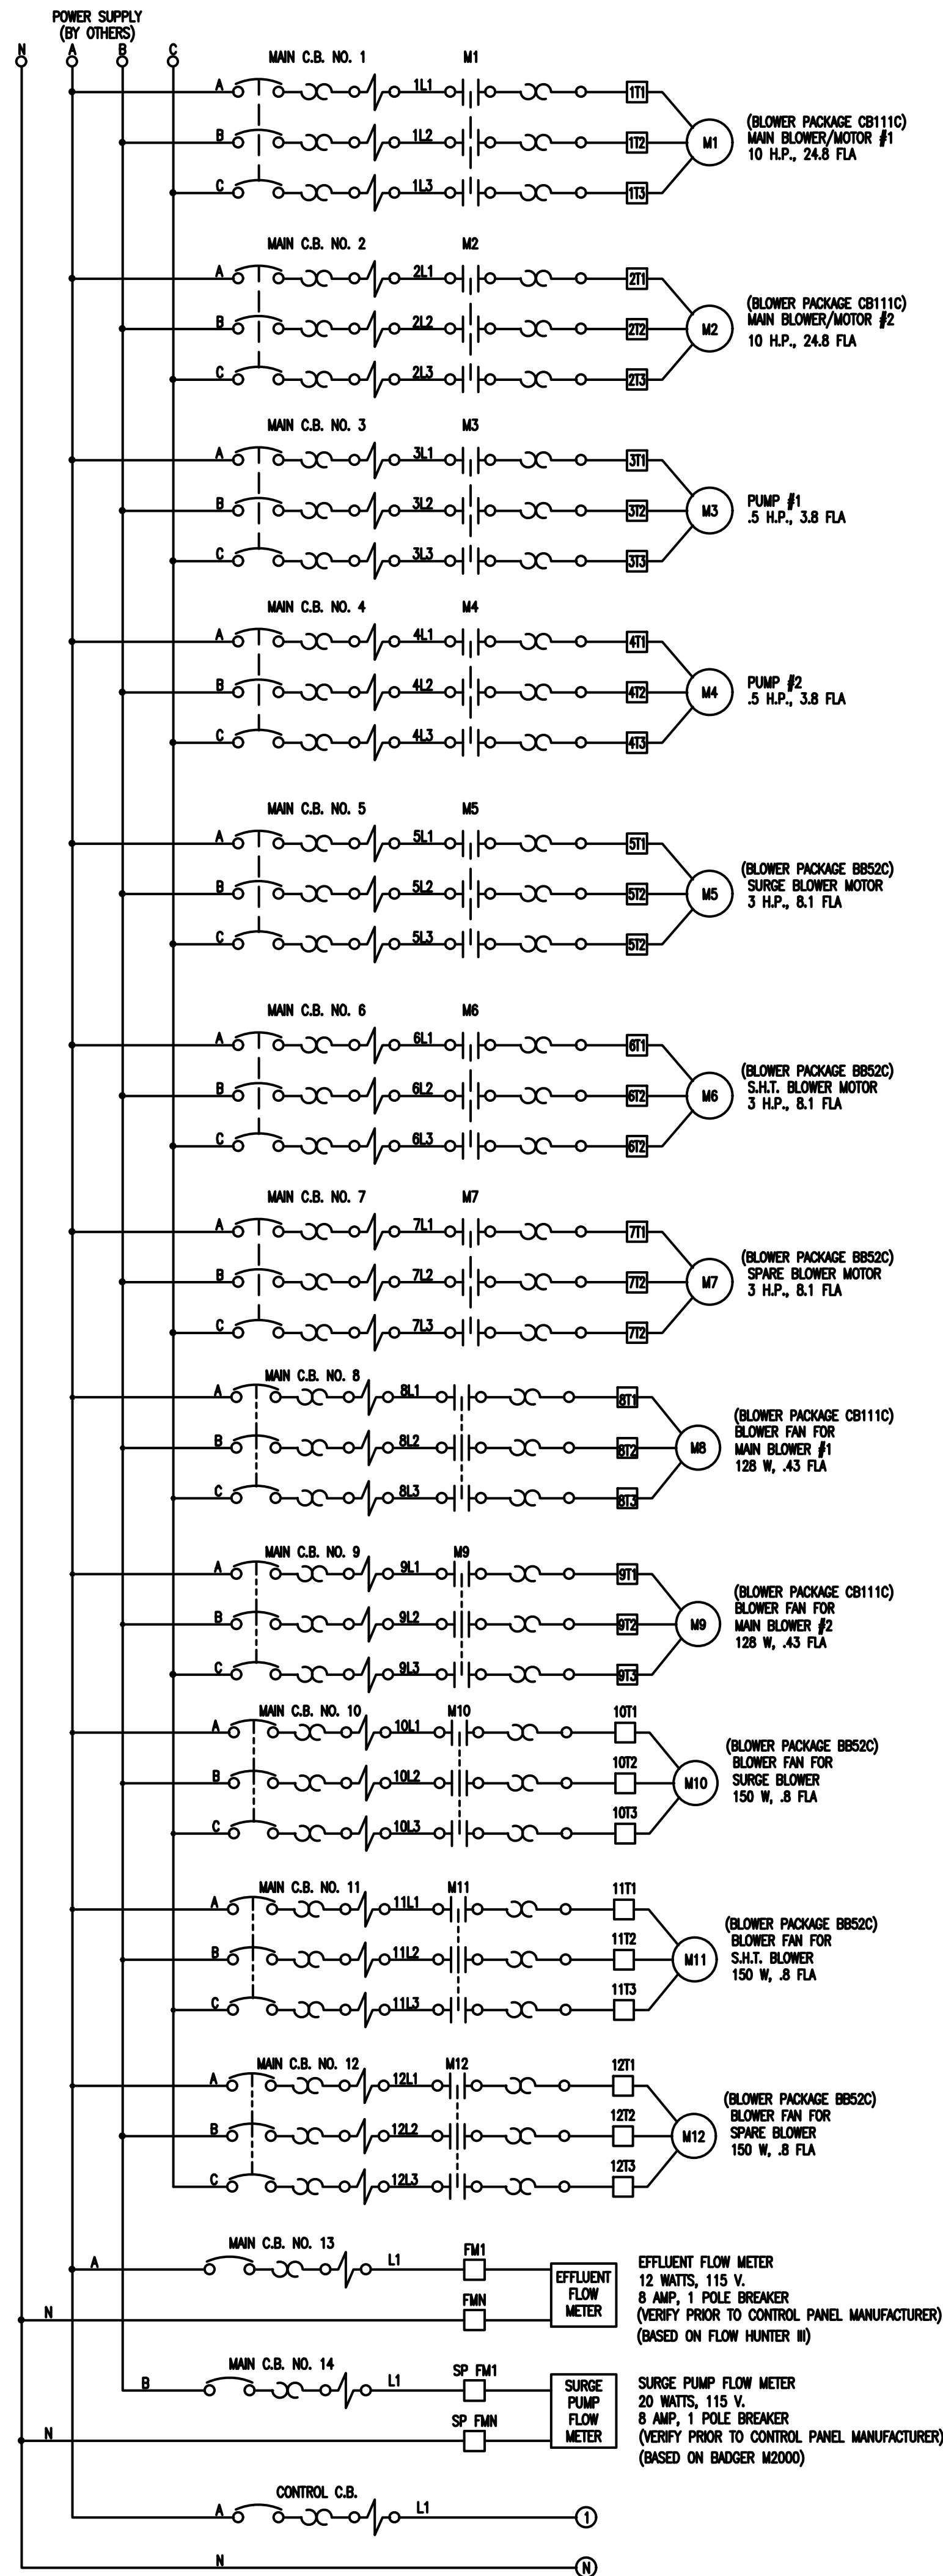 POWER SUPPLY
(BY OTHERS)
N A B C
MAIN C.B. NO. 1 M1
A 1L1 1T1
B 1L2 1T2 M1
C 1L3 1T3
(BLOWER PACKAGE CB111C)
MAIN BLOWER/MOTOR #1
10 H.P., 24.8 FLA
MAIN C.B. NO. 2 M2
A 2L1 2T1
B 2L2 2T2 M2
C 2L3 2T3
(BLOWER PACKAGE CB111C)
MAIN BLOWER/MOTOR #2
10 H.P., 24.8 FLA
MAIN C.B. NO. 3 M3
A 3L1 3T1
B 3L2 3T2 M3
C 3L3 3T3
PUMP #1
.5 H.P., 3.8 FLA
MAIN C.B. NO. 4 M4
A 4L1 4T1
B 4L2 4T2 M4
C 4L3 4T3
PUMP #2
.5 H.P., 3.8 FLA
MAIN C.B. NO. 5 M5
A 5L1 5T1
B 5L2 5T2 M5
C 5L3 5T2
(BLOWER PACKAGE BB52C)
SURGE BLOWER MOTOR
3 H.P., 8.1 FLA
MAIN C.B. NO. 6 M6
A 6L1 6T1
B 6L2 6T2 M6
C 6L3 6T2
(BLOWER PACKAGE BB52C)
S.H.T. BLOWER MOTOR
3 H.P., 8.1 FLA
MAIN C.B. NO. 7 M7
A 7L1 7T1
B 7L2 7T2 M7
C 7L3 7T2
(BLOWER PACKAGE BB52C)
SPARE BLOWER MOTOR
3 H.P., 8.1 FLA
MAIN C.B. NO. 8
A 8L1 8T1
B 8L2 8T2 M8
C 8L3 8T3
(BLOWER PACKAGE CB111C)
BLOWER FAN FOR
MAIN BLOWER #1
128 W, .43 FLA
MAIN C.B. NO. 9 M9
A 9L1 9T1
B 9L2 9T2 M9
C 9L3 9T3
(BLOWER PACKAGE CB111C)
BLOWER FAN FOR
MAIN BLOWER #2
128 W, .43 FLA
MAIN C.B. NO. 10 M10 10T1
A 10L1
B 10L2 10T2 M10
C 10L3 10T3
(BLOWER PACKAGE BB52C)
BLOWER FAN FOR
SURGE BLOWER
150 W, .8 FLA
MAIN C.B. NO. 11 M11 11T1
A 11L1
B 11L2 11T2 M11
C 11L3 11T3
(BLOWER PACKAGE BB52C)
BLOWER FAN FOR
S.H.T. BLOWER
150 W, .8 FLA
MAIN C.B. NO. 12 M12 12T1
A 12L1
B 12L2 12T2 M12
C 12L3 12T3
(BLOWER PACKAGE BB52C)
BLOWER FAN FOR
SPARE BLOWER
150 W, .8 FLA
MAIN C.B. NO. 13 FM1
A L1
N FMN
EFFLUENT
FLOW
METER
EFFLUENT FLOW METER
12 WATTS, 115 V.
8 AMP, 1 POLE BREAKER
(VERIFY PRIOR TO CONTROL PANEL MANUFACTURER)
(BASED ON FLOW HUNTER III)
MAIN C.B. NO. 14 SP FM1
B L1
N SP FMN
SURGE
PUMP
FLOW
METER
SURGE PUMP FLOW METER
20 WATTS, 115 V.
8 AMP, 1 POLE BREAKER
(VERIFY PRIOR TO CONTROL PANEL MANUFACTURER)
(BASED ON BADGER M2000)
CONTROL C.B.
A L1 1
N N